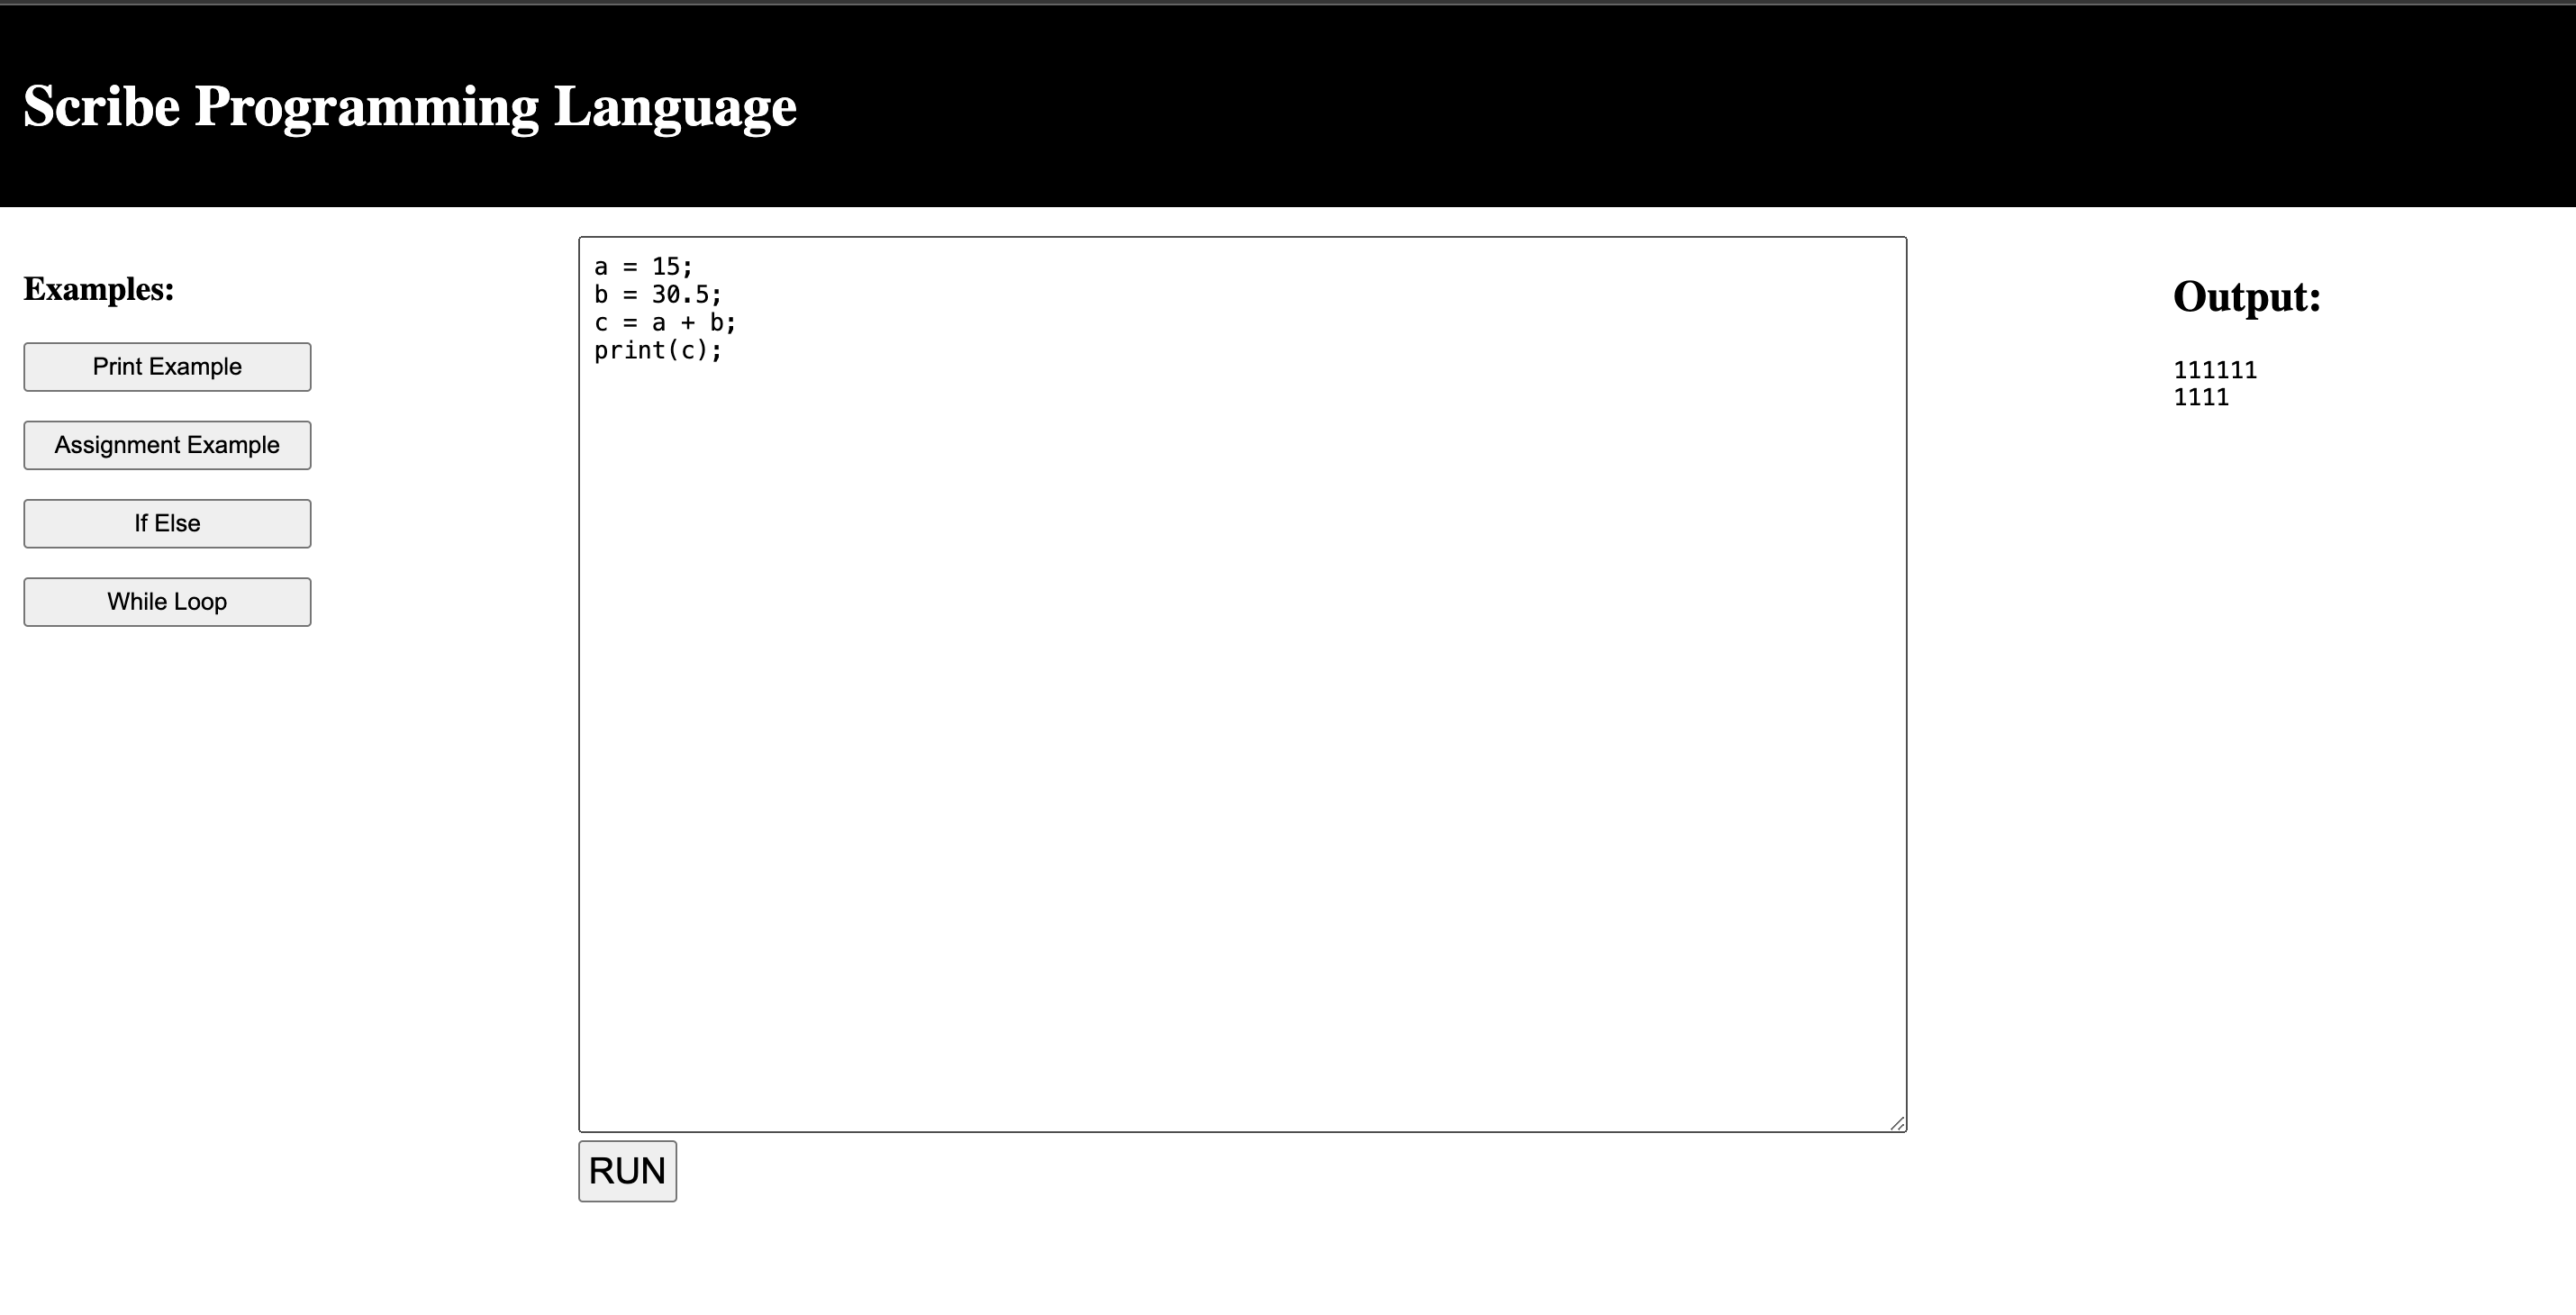 Scribe Programming Language
Examples:
Print Example
Assignment Example
If Else
While Loop
a = 15;
b = 30.5;
c = a + b;
print(c);
RUN
Output:
111111
1111